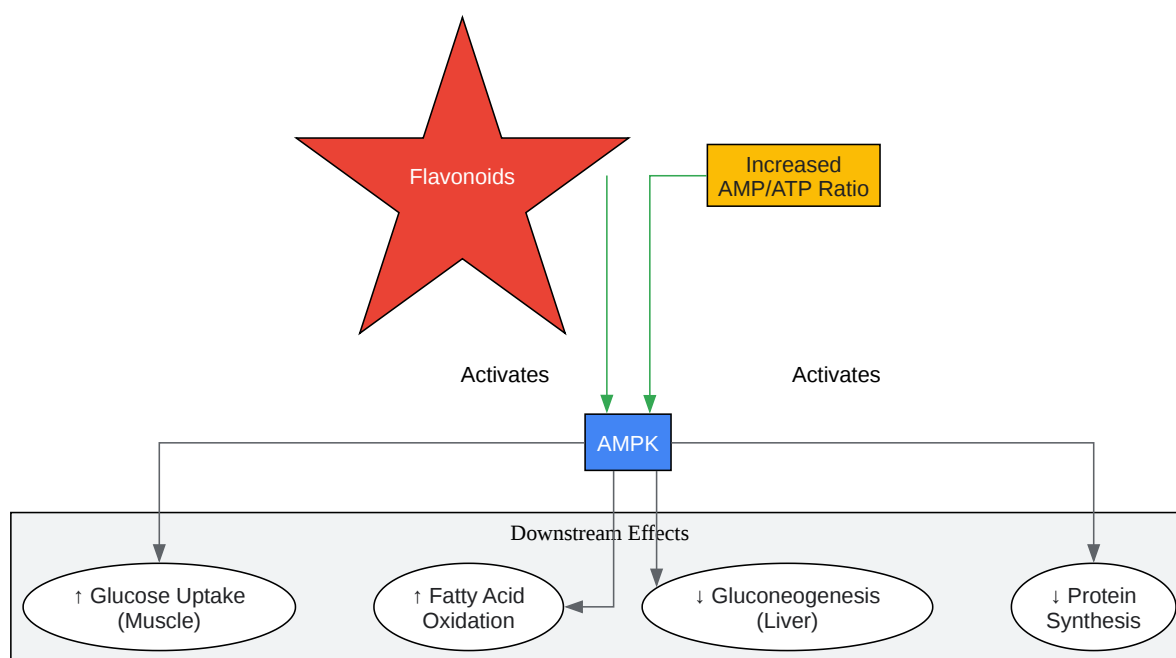 Flavonoids
Increased
AMP/ATP Ratio
Activates
Activates
AMPK
Downstream Effects
↑ Glucose Uptake
(Muscle)
↑ Fatty Acid
Oxidation
↓ Gluconeogenesis
(Liver)
↓ Protein
Synthesis